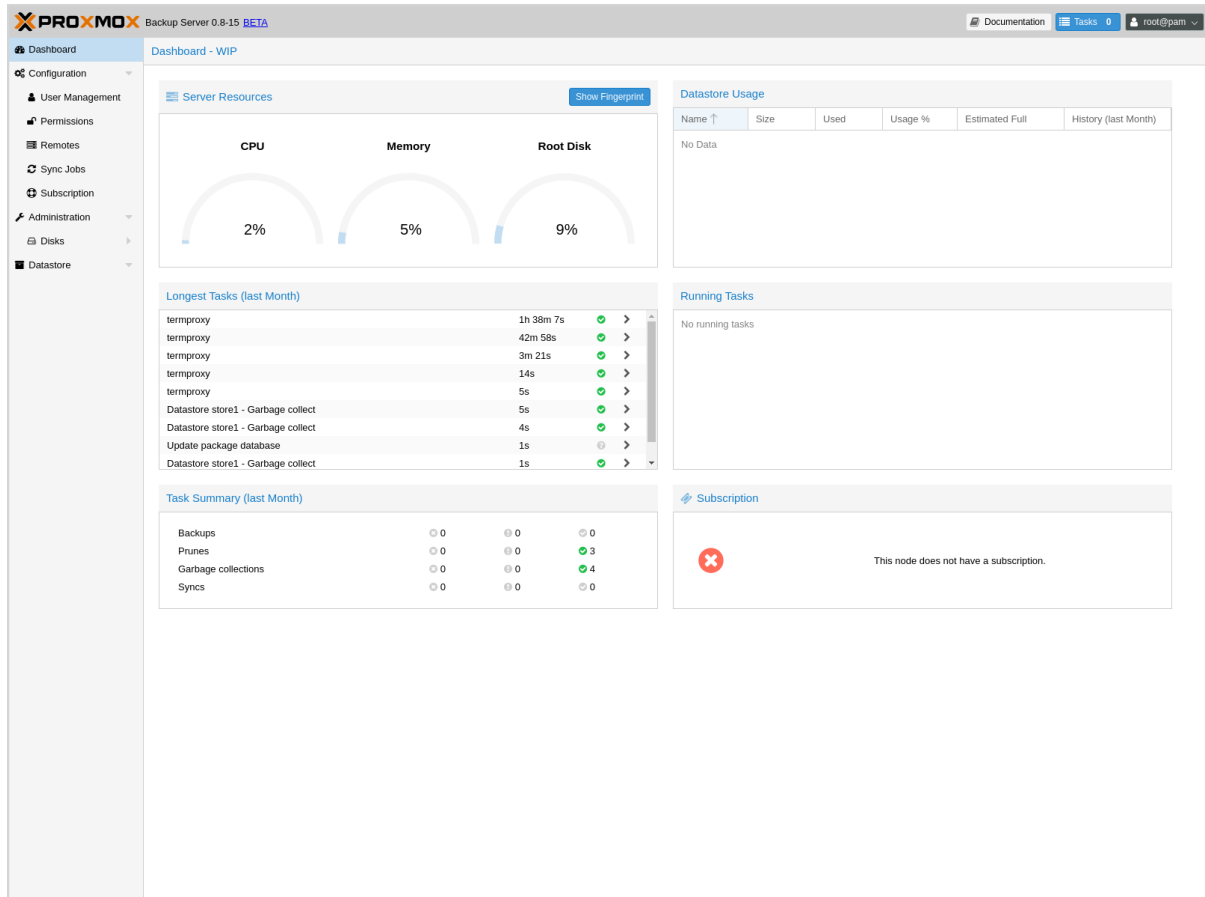 PROXMOX Backup Server 0.8-15 BETA
Documentation
Tasks 0
root@pam
Dashboard
Configuration
User Management
Permissions
Remotes
Sync Jobs
Subscription
Administration
Disks
Datastore
Dashboard - WIP
Server Resources
Show Fingerprint
CPU Memory Root Disk
2% 5% 9%
Datastore Usage
Name Size Used Usage % Estimated Full History (last Month)
No Data
Longest Tasks (last Month)
termproxy 1h 38m 7s
termproxy 42m 58s
termproxy 3m 21s
termproxy 14s
termproxy 5s
Datastore store1 - Garbage collect 5s
Datastore store1 - Garbage collect 4s
Update package database 1s
Datastore store1 - Garbage collect 1s
Running Tasks
No running tasks
Task Summary (last Month)
Backups 0 0 0
Prunes 0 0 3
Garbage collections 0 0 4
Syncs 0 0 0
Subscription
This node does not have a subscription.